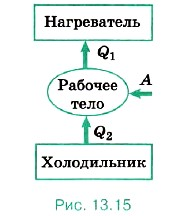 Нагреватель
Q₁
Рабочее
тело
A
Q₂
Холодильник
Рис. 13.15